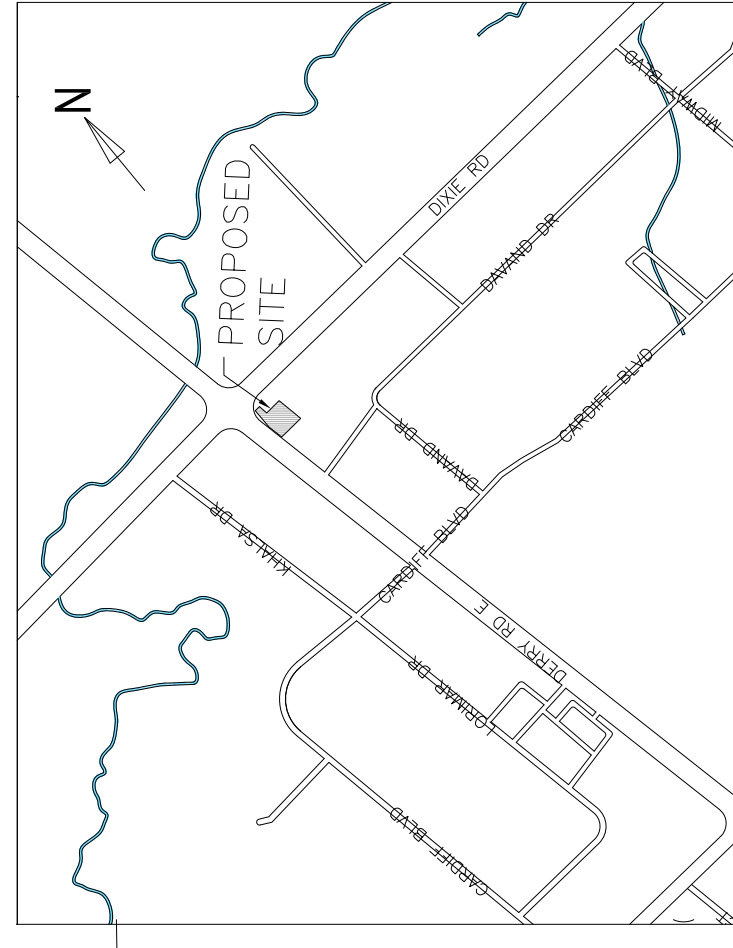 N
PROPOSED
SITE
DIXIE RD
MIDWAY BLVD
DAVAND DR
CARDIFF BLVD
DAVAND DR
KHALSA DR
CARDIFF BLVD
DERRY RD E
LORIMAR DR
CARDIFF BLVD